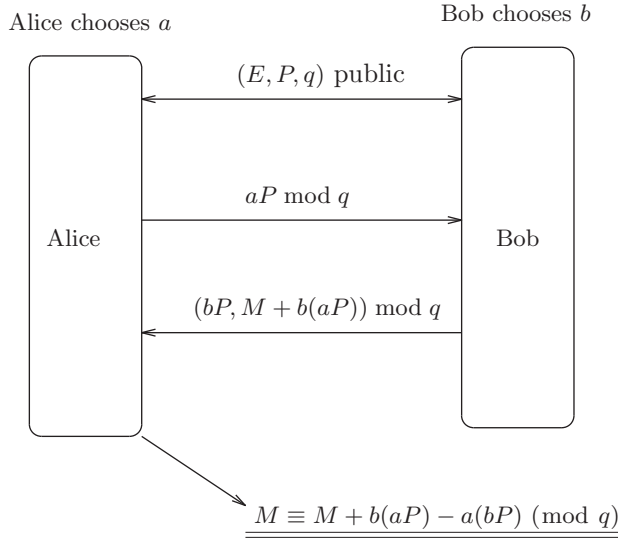 Alice chooses a
Bob chooses b
(E, P, q) public
aP mod q
Alice
Bob
(bP, M + b(aP)) mod q
M ≡ M + b(aP) − a(bP) (mod q)